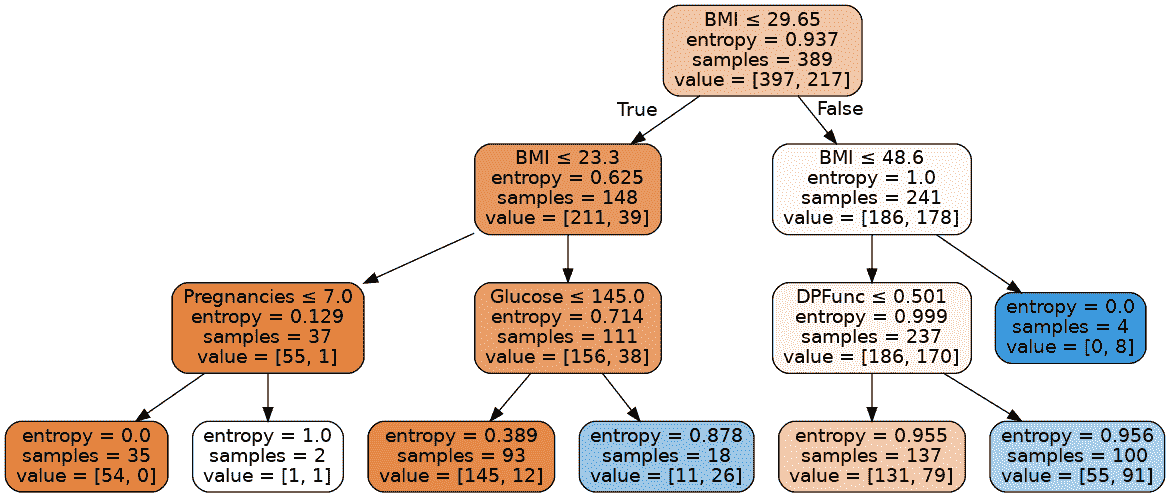 BMI ≤ 29.65
entropy = 0.937
samples = 389
value = [397, 217]
True
False
BMI ≤ 23.3
entropy = 0.625
samples = 148
value = [211, 39]
BMI ≤ 48.6
entropy = 1.0
samples = 241
value = [186, 178]
Pregnancies ≤ 7.0
entropy = 0.129
samples = 37
value = [55, 1]
Glucose ≤ 145.0
entropy = 0.714
samples = 111
value = [156, 38]
DPFunc ≤ 0.501
entropy = 0.999
samples = 237
value = [186, 170]
entropy = 0.0
samples = 4
value = [0, 8]
entropy = 0.0
samples = 35
value = [54, 0]
entropy = 1.0
samples = 2
value = [1, 1]
entropy = 0.389
samples = 93
value = [145, 12]
entropy = 0.878
samples = 18
value = [11, 26]
entropy = 0.955
samples = 137
value = [131, 79]
entropy = 0.956
samples = 100
value = [55, 91]